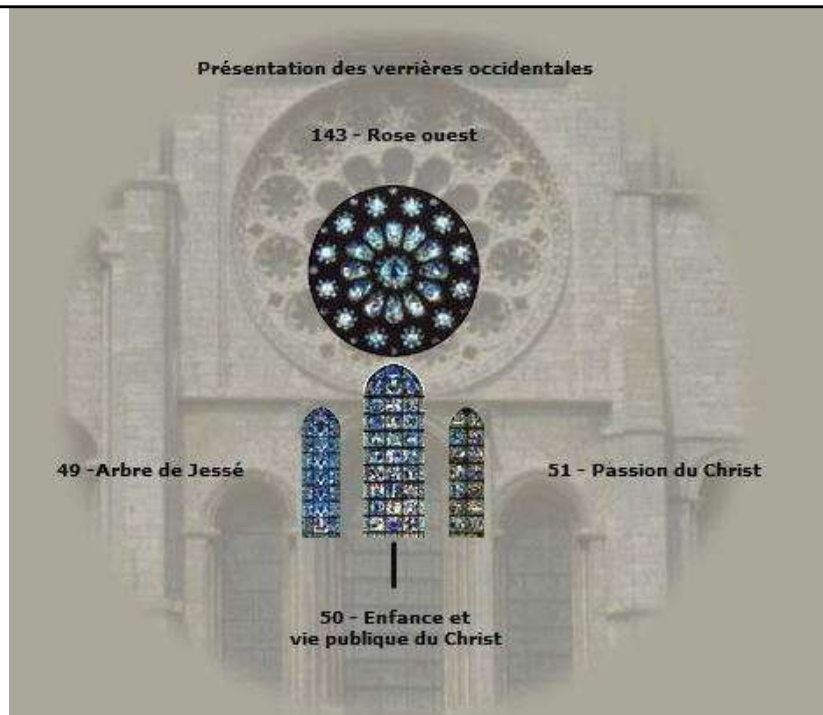 Présentation des verrières occidentales
143 - Rose ouest
49 -Arbre de Jessé
51 - Passion du Christ
50 - Enfance et
vie publique du Christ